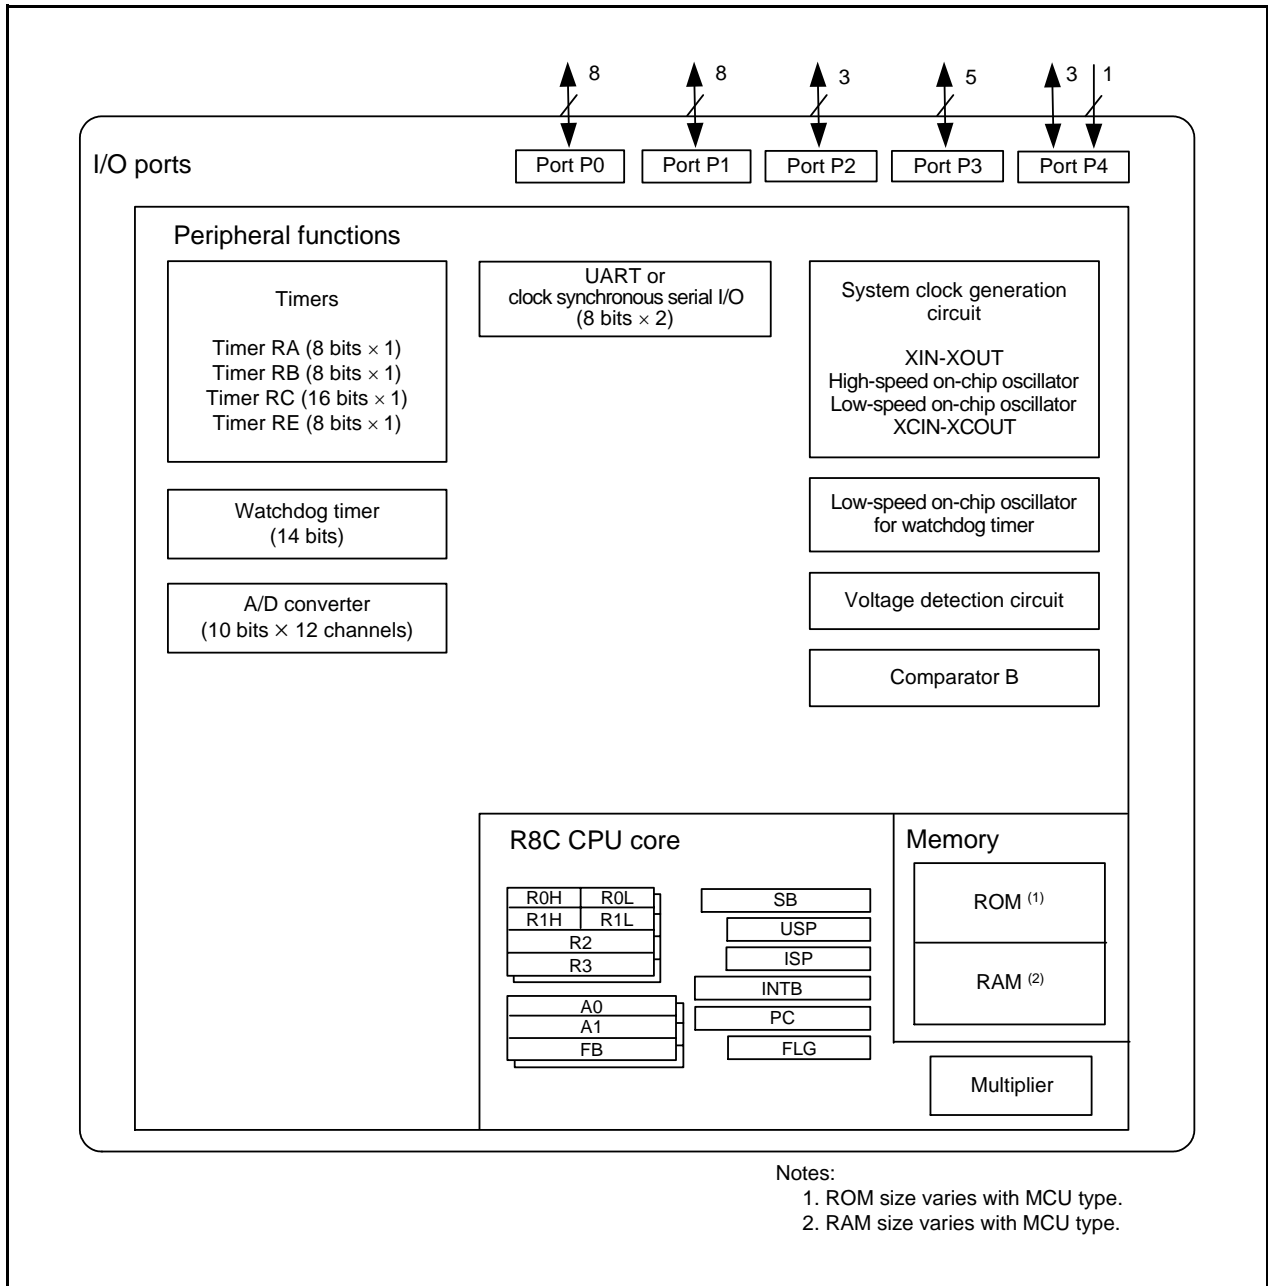 8
8
3
5
3
1
I/O ports
Port P0
Port P1
Port P2
Port P3
Port P4
Peripheral functions
Timers
Timer RA (8 bits × 1)
Timer RB (8 bits × 1)
Timer RC (16 bits × 1)
Timer RE (8 bits × 1)
UART or
clock synchronous serial I/O
(8 bits × 2)
System clock generation
circuit
XIN-XOUT
High-speed on-chip oscillator
Low-speed on-chip oscillator
XCIN-XCOUT
Watchdog timer
(14 bits)
Low-speed on-chip oscillator
for watchdog timer
A/D converter
(10 bits × 12 channels)
Voltage detection circuit
Comparator B
R8C CPU core
R0H
R0L
R1H
R1L
R2
R3
A0
A1
FB
SB
USP
ISP
INTB
PC
FLG
Memory
ROM (1)
RAM (2)
Multiplier
Notes:
1. ROM size varies with MCU type.
2. RAM size varies with MCU type.